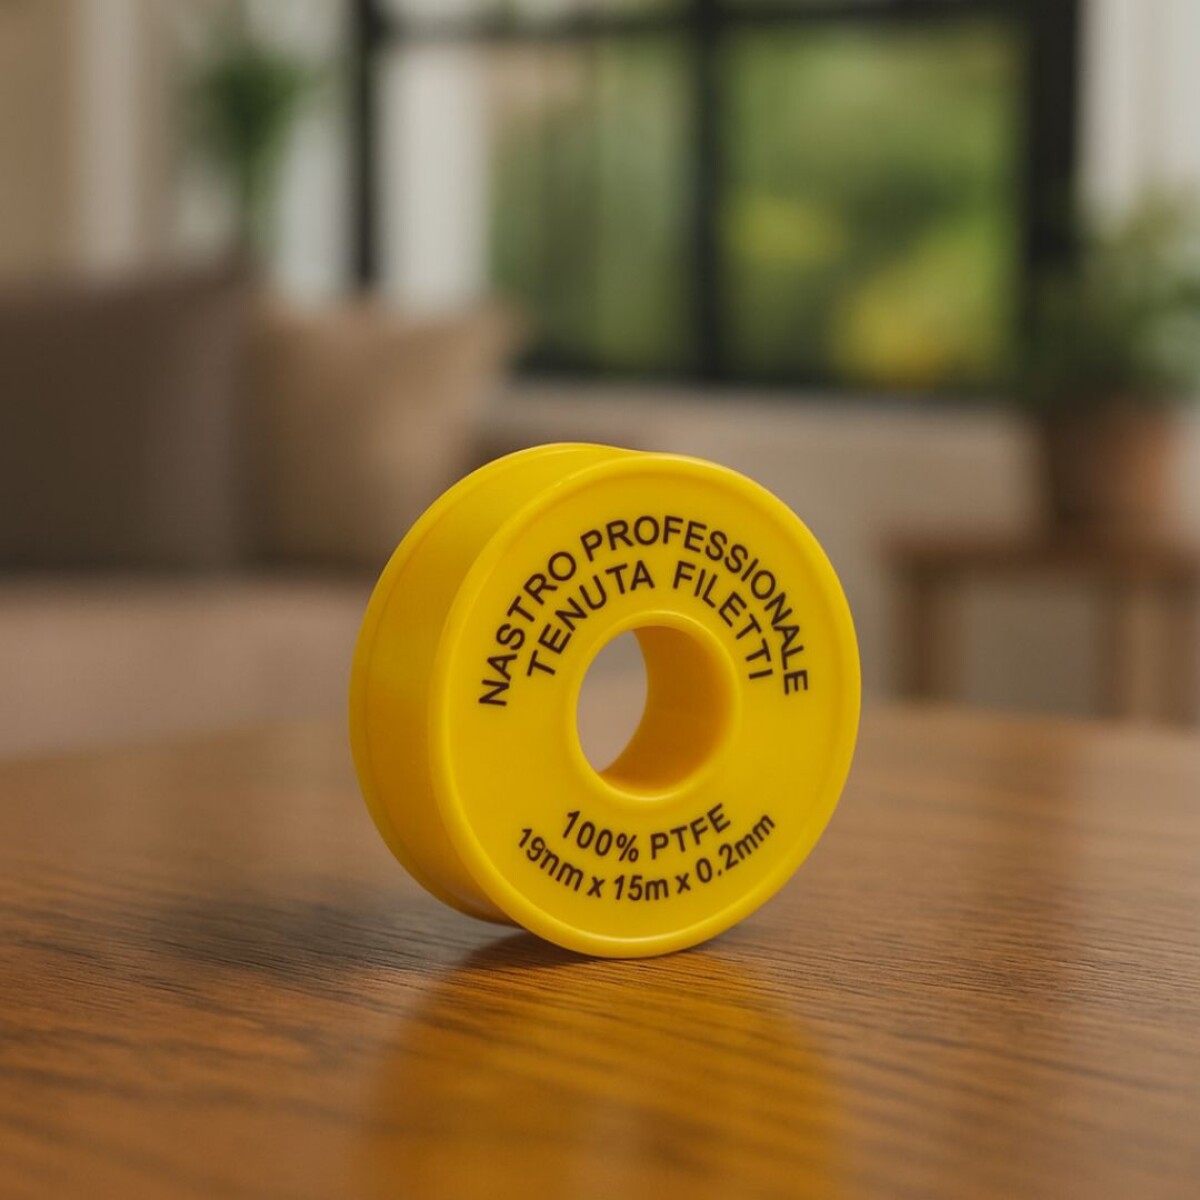 NASTRO PROFESSIONALE
TENUTA FILETTI
100% PTFE
19mm x 15m x 0.2mm